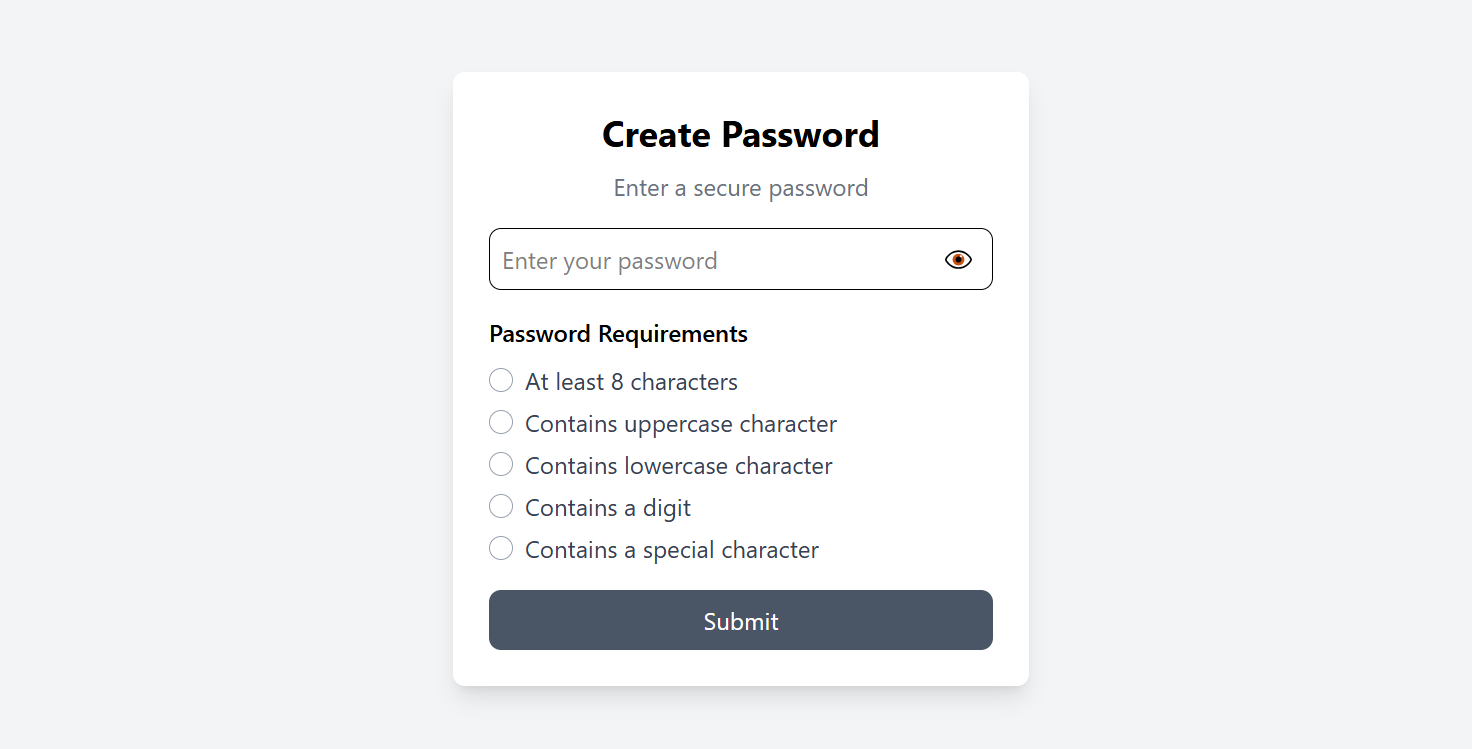 Create Password
Enter a secure password
Enter your password
Password Requirements
At least 8 characters
Contains uppercase character
Contains lowercase character
Contains a digit
Contains a special character
Submit